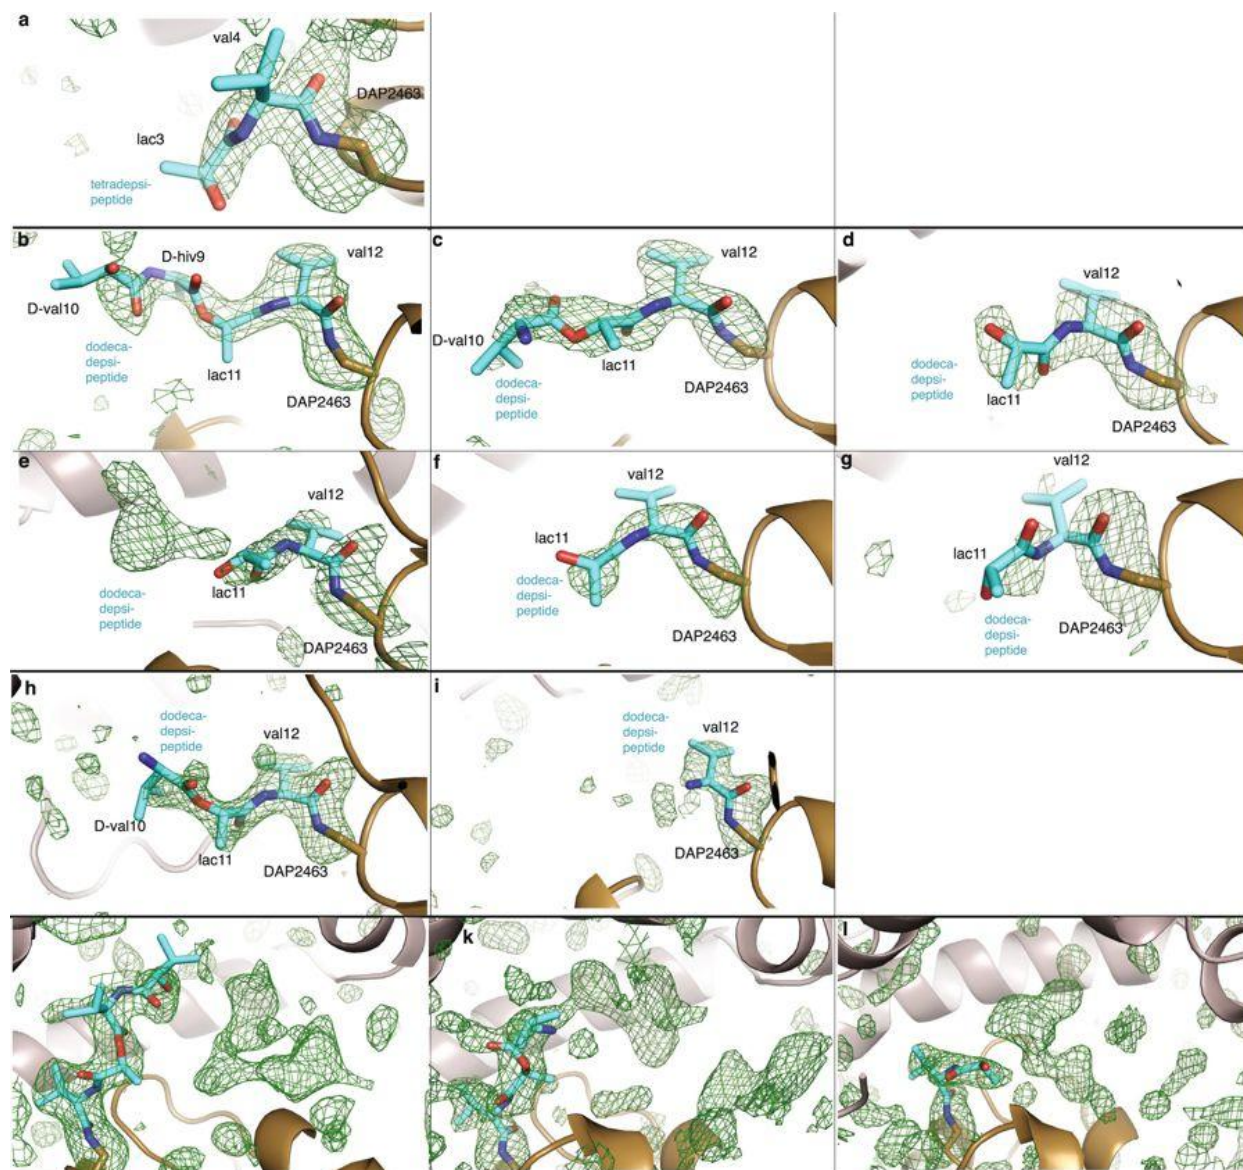 a
val4
DAP2463
lac3
tetradepsi-
peptide
b
D-hiv9
val12
D-val10
dodeca-
depsi-
peptide
lac11
DAP2463
c
val12
D-val10
lac11
dodeca-
depsi-
peptide
DAP2463
d
val12
dodeca-
depsi-
peptide
lac11
DAP2463
e
val12
lac11
dodeca-
depsi-
peptide
DAP2463
f
val12
lac11
dodeca-
depsi-
peptide
DAP2463
g
val12
lac11
dodeca-
depsi-
peptide
DAP2463
h
dodeca-
depsi-
peptide
val12
D-val10
lac11
DAP2463
i
dodeca-
depsi-
peptide
val12
DAP2463
k
l